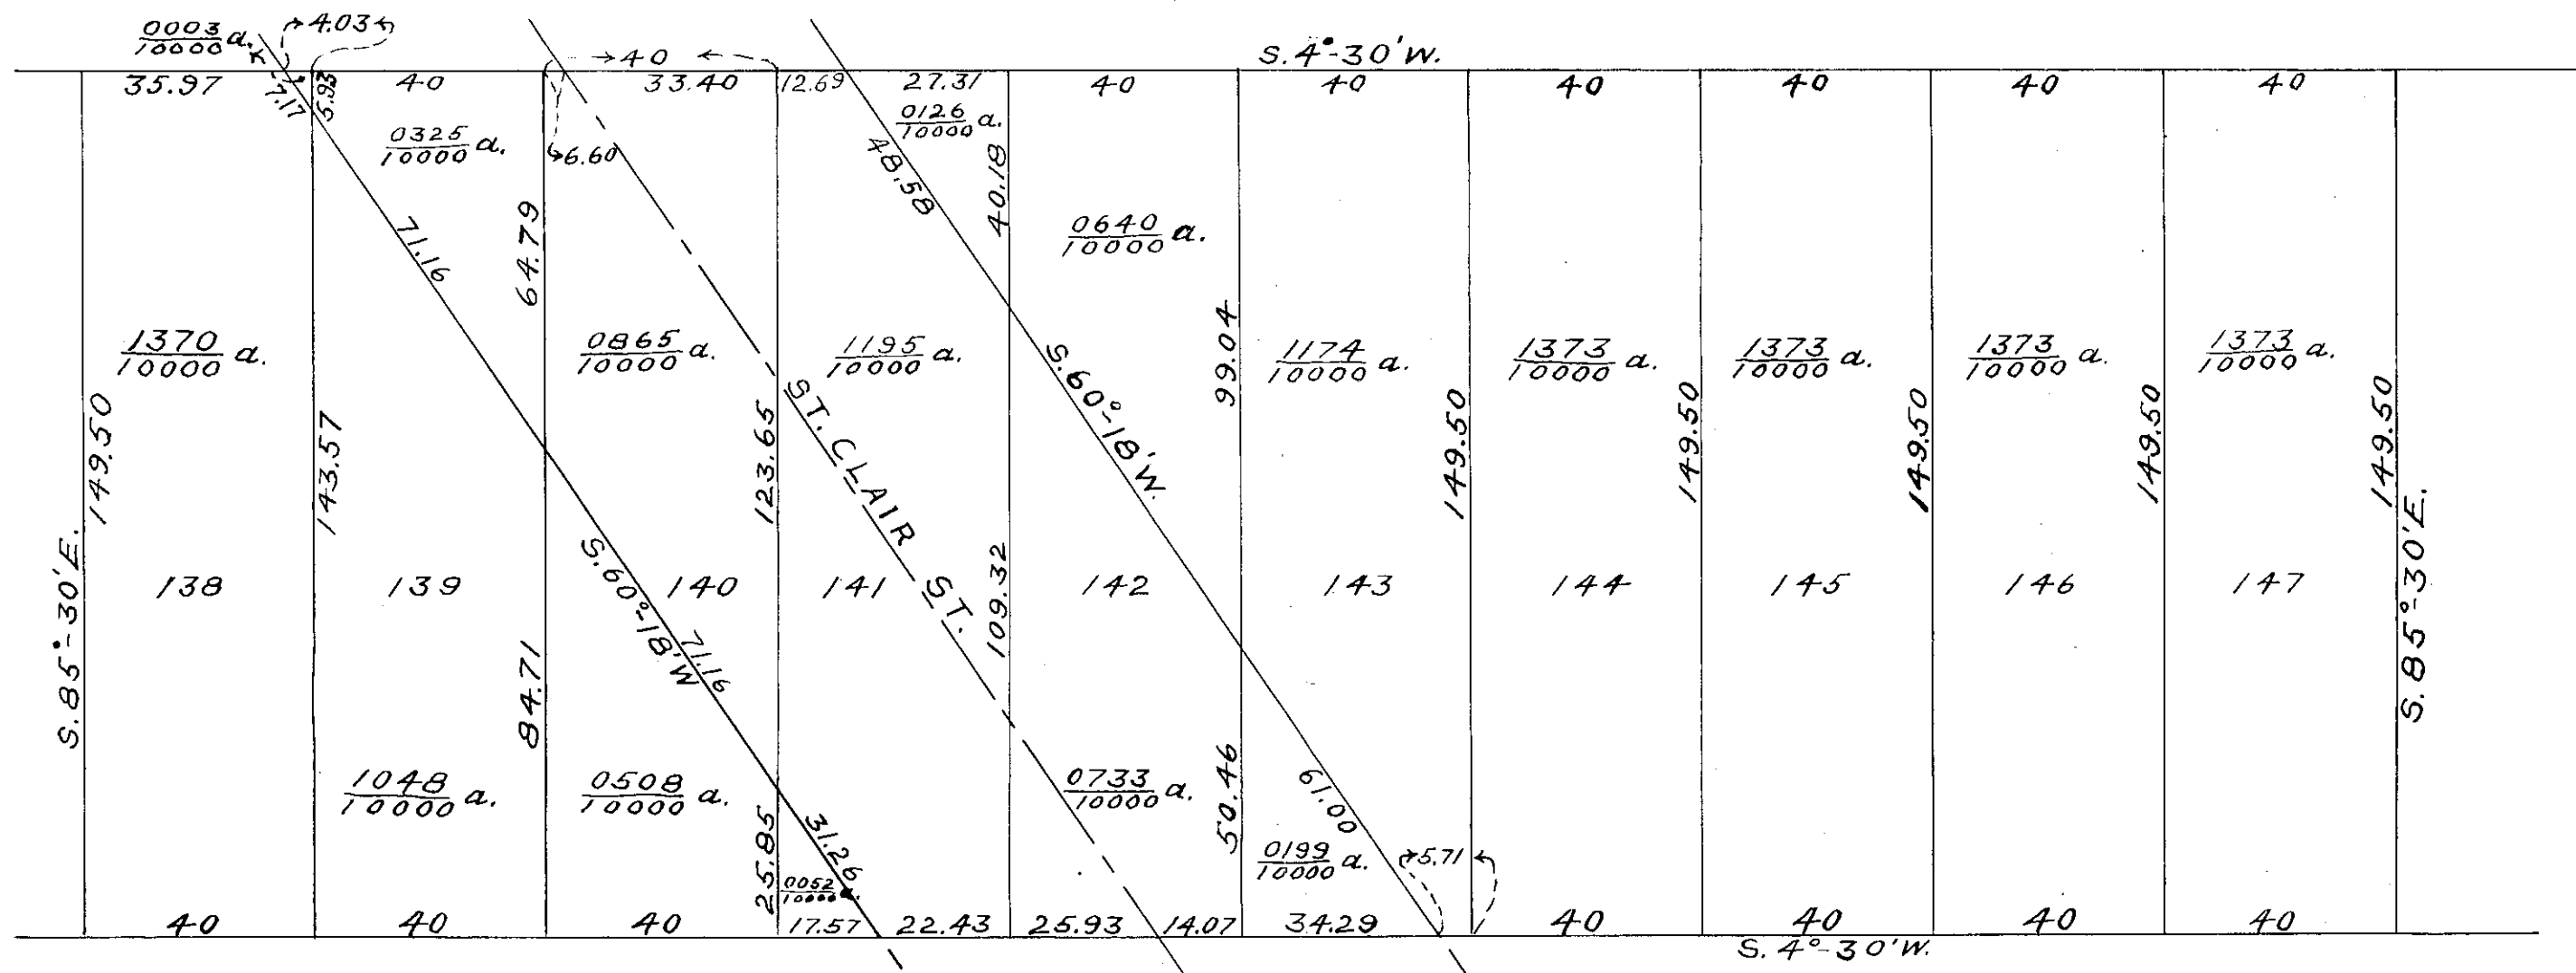 0003/10000 a. 4.03
40
S. 4°-30' W.
35.97 7.17 5.93 40 33.40 12.69 27.31 40 40 40 40 40 40
0325/10000 a. 6.60 0126/10000 a.
48.58 40.18
71.16 64.79 0640/10000 a.
1370/10000 a. 0865/10000 a. 1195/10000 a. 99.04 1174/10000 a. 1373/10000 a. 1373/10000 a. 1373/10000 a. 1373/10000 a.
S. 60°-18' W.
149.50 143.57 123.65 149.50 149.50 149.50 149.50 149.50
ST. CLAIR ST.
S. 85°-30' E. S. 60°-18' W 109.32 S. 85°-30' E.
138 139 140 141 142 143 144 145 146 147
84.71 71.16
1048/10000 a. 0508/10000 a. 0733/10000 a. 50.46 61.00
25.85 31.26 0199/10000 a. 5.71
0052/10000
40 40 40 17.57 22.43 25.93 14.07 34.29 40 40 40 40
S. 4°-30' W.